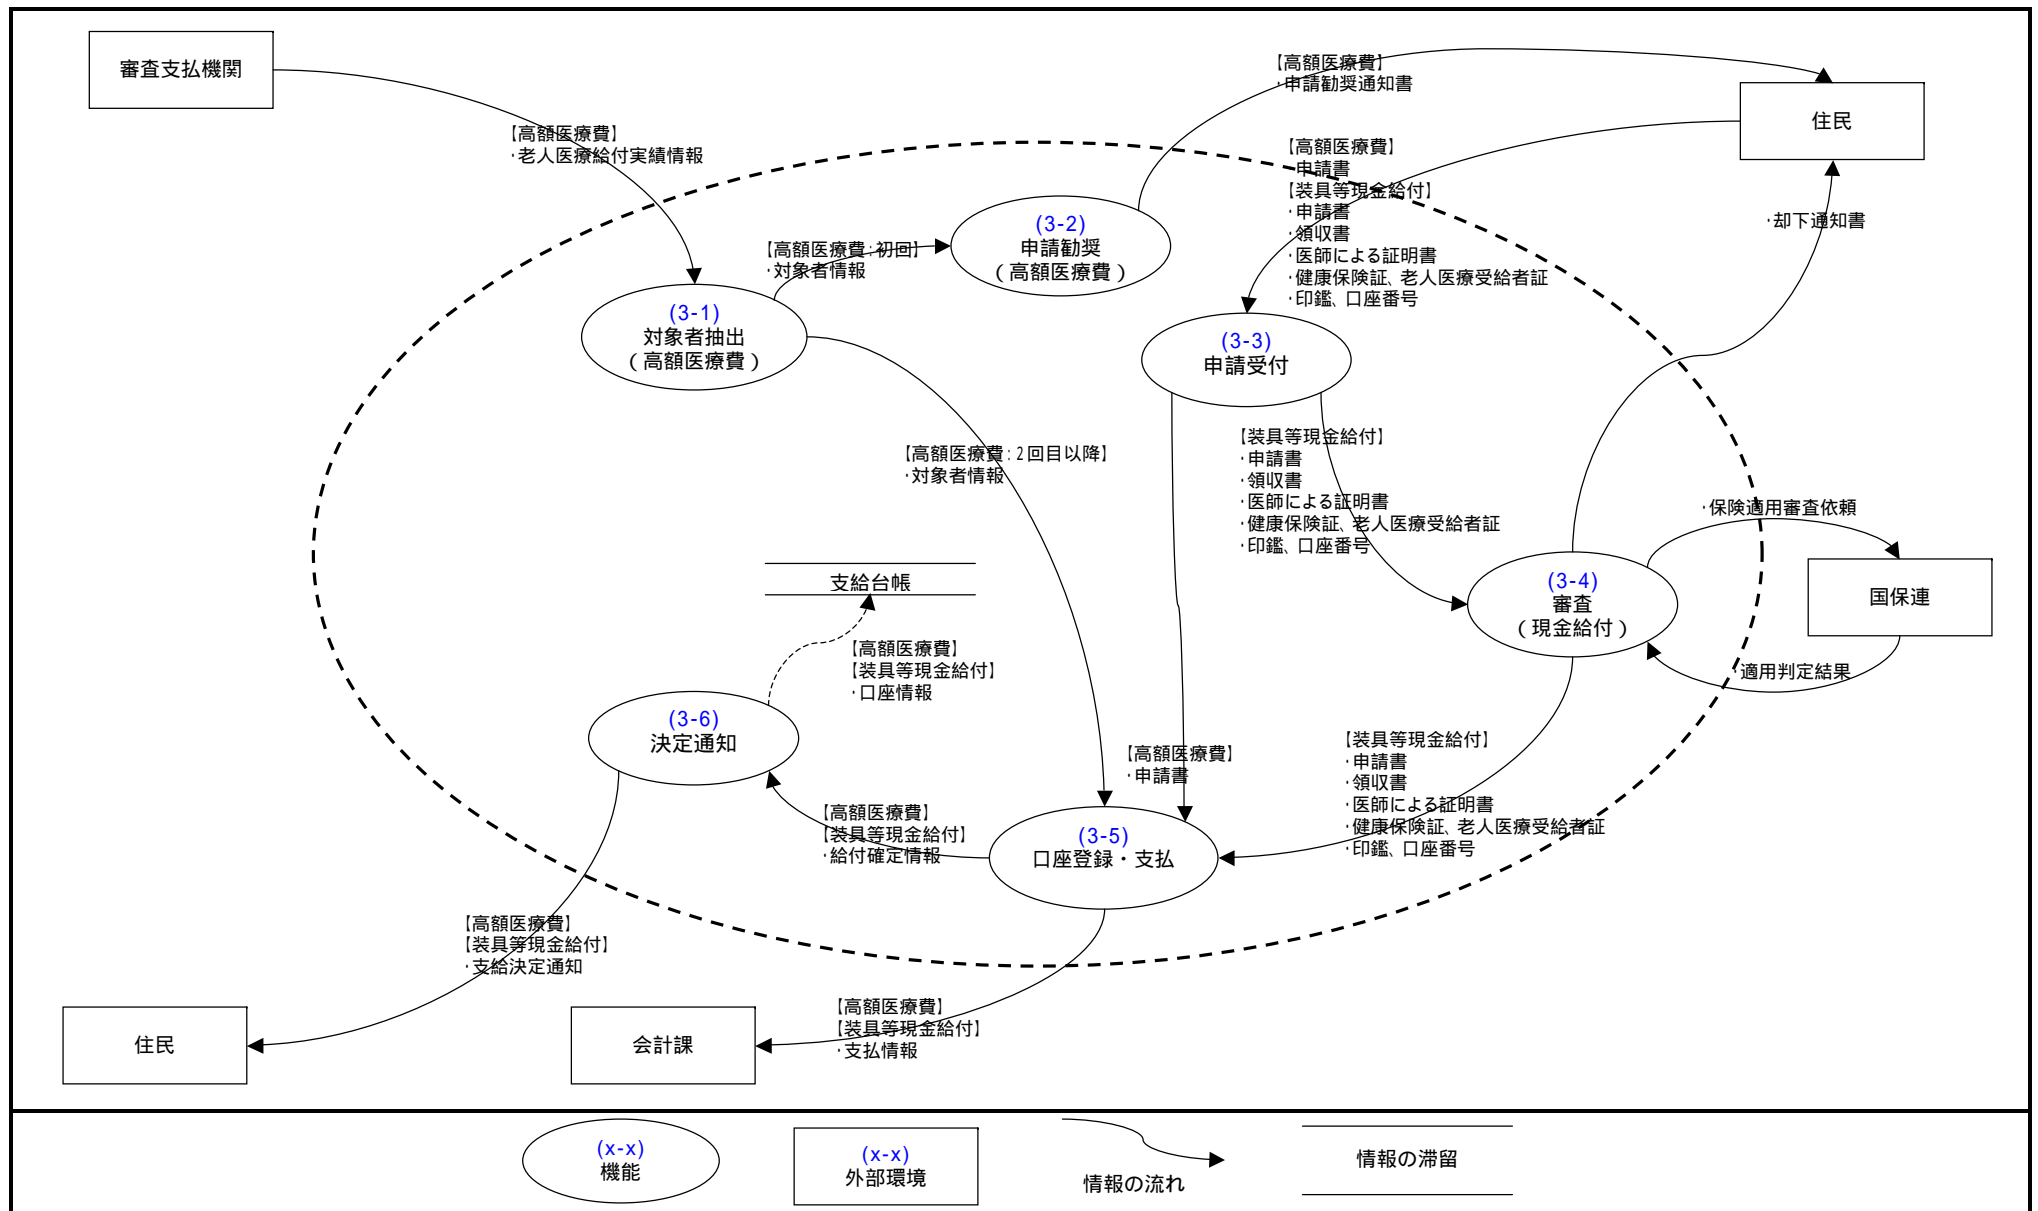 審査支払機関
【高額医療費】
・老人医療給付実績情報
【高額医療費】
・申請勧奨通知書
住民
【高額医療費】
・申請書
【装具等現金給付】
・申請書
・領収書
・医師による証明書
・健康保険証、老人医療受給者証
・印鑑、口座番号
・却下通知書
(3-2)
申請勧奨
（高額医療費）
【高額医療費：初回】
・対象者情報
(3-1)
対象者抽出
（高額医療費）
(3-3)
申請受付
【高額医療費：2回目以降】
・対象者情報
【装具等現金給付】
・申請書
・領収書
・医師による証明書
・健康保険証、老人医療受給者証
・印鑑、口座番号
・保険適用審査依頼
支給台帳
(3-4)
審査
（現金給付）
国保連
・適用判定結果
【高額医療費】
【装具等現金給付】
・口座情報
(3-6)
決定通知
【高額医療費】
・申請書
【装具等現金給付】
・申請書
・領収書
・医師による証明書
・健康保険証、老人医療受給者証
・印鑑、口座番号
【高額医療費】
【装具等現金給付】
・給付確定情報
(3-5)
口座登録・支払
【高額医療費】
【装具等現金給付】
・支給決定通知
【高額医療費】
【装具等現金給付】
・支払情報
住民
会計課
(x-x)
機能
(x-x)
外部環境
情報の流れ
情報の滞留